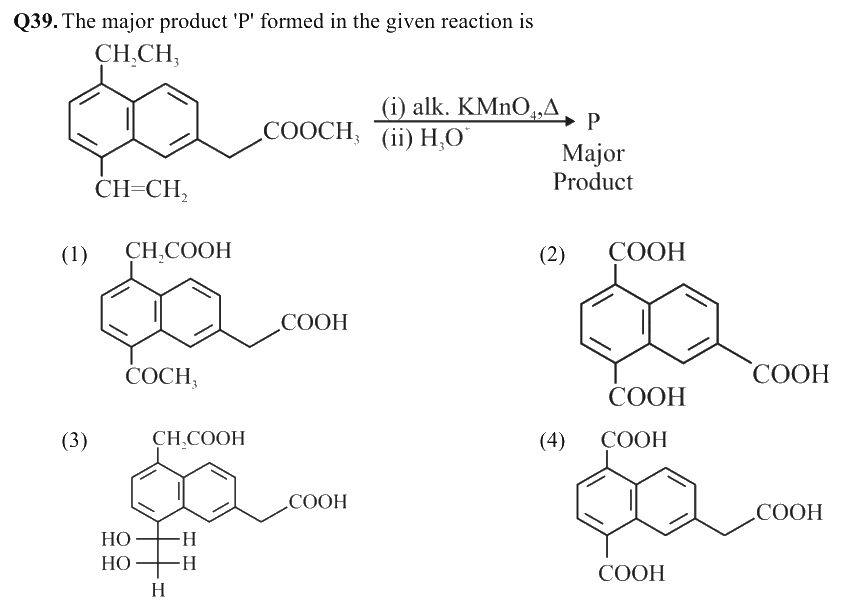 Q39. The major product 'P' formed in the given reaction is
CH₂CH₃
COOCH₃
CH=CH₂
(i) alk. KMnO₄,Δ
(ii) H₃O⁺
P
Major
Product
(1)
CH₂COOH
COOH
COCH₃
(2)
COOH
COOH
COOH
(3)
CH₂COOH
COOH
HO H
HO H
H
(4)
COOH
COOH
COOH